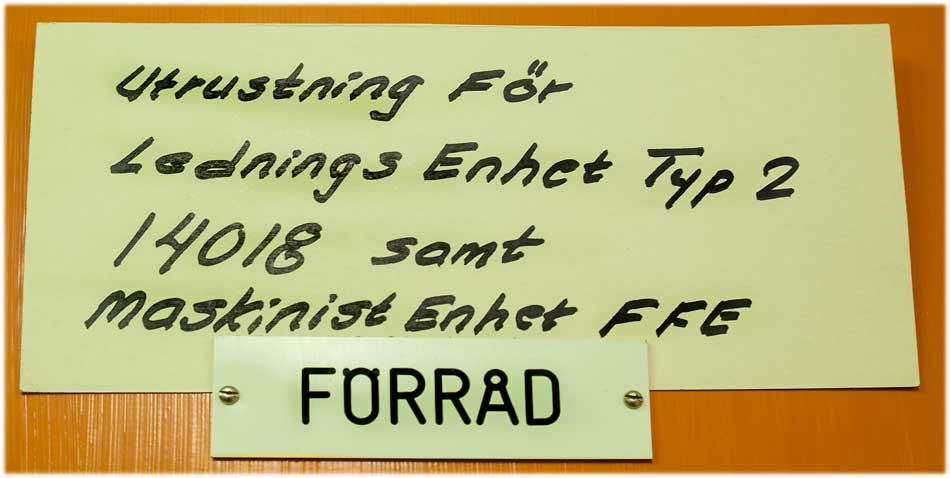 Utrustning För
Lednings Enhet Typ 2
14018 samt
Maskinist Enhet FFE
FÖRRÅD